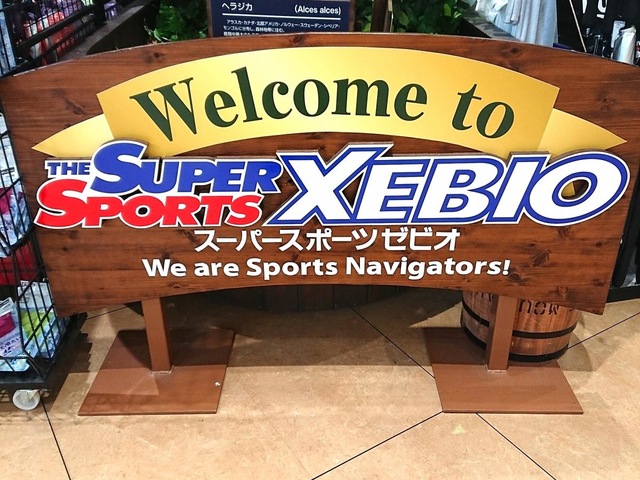 ヘラジカ (Alces alces)
Welcome to
THE SUPER SPORTS XEBIO
スーパースポーツゼビオ
We are Sports Navigators!
now